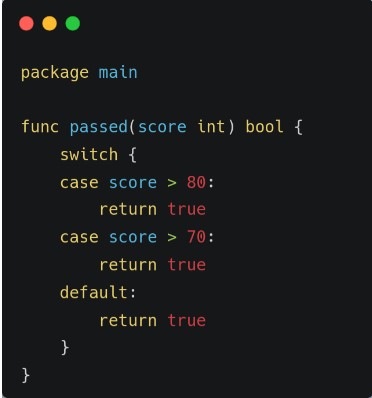 package main

func passed(score int) bool {
    switch {
    case score > 80:
        return true
    case score > 70:
        return true
    default:
        return true
    }
}